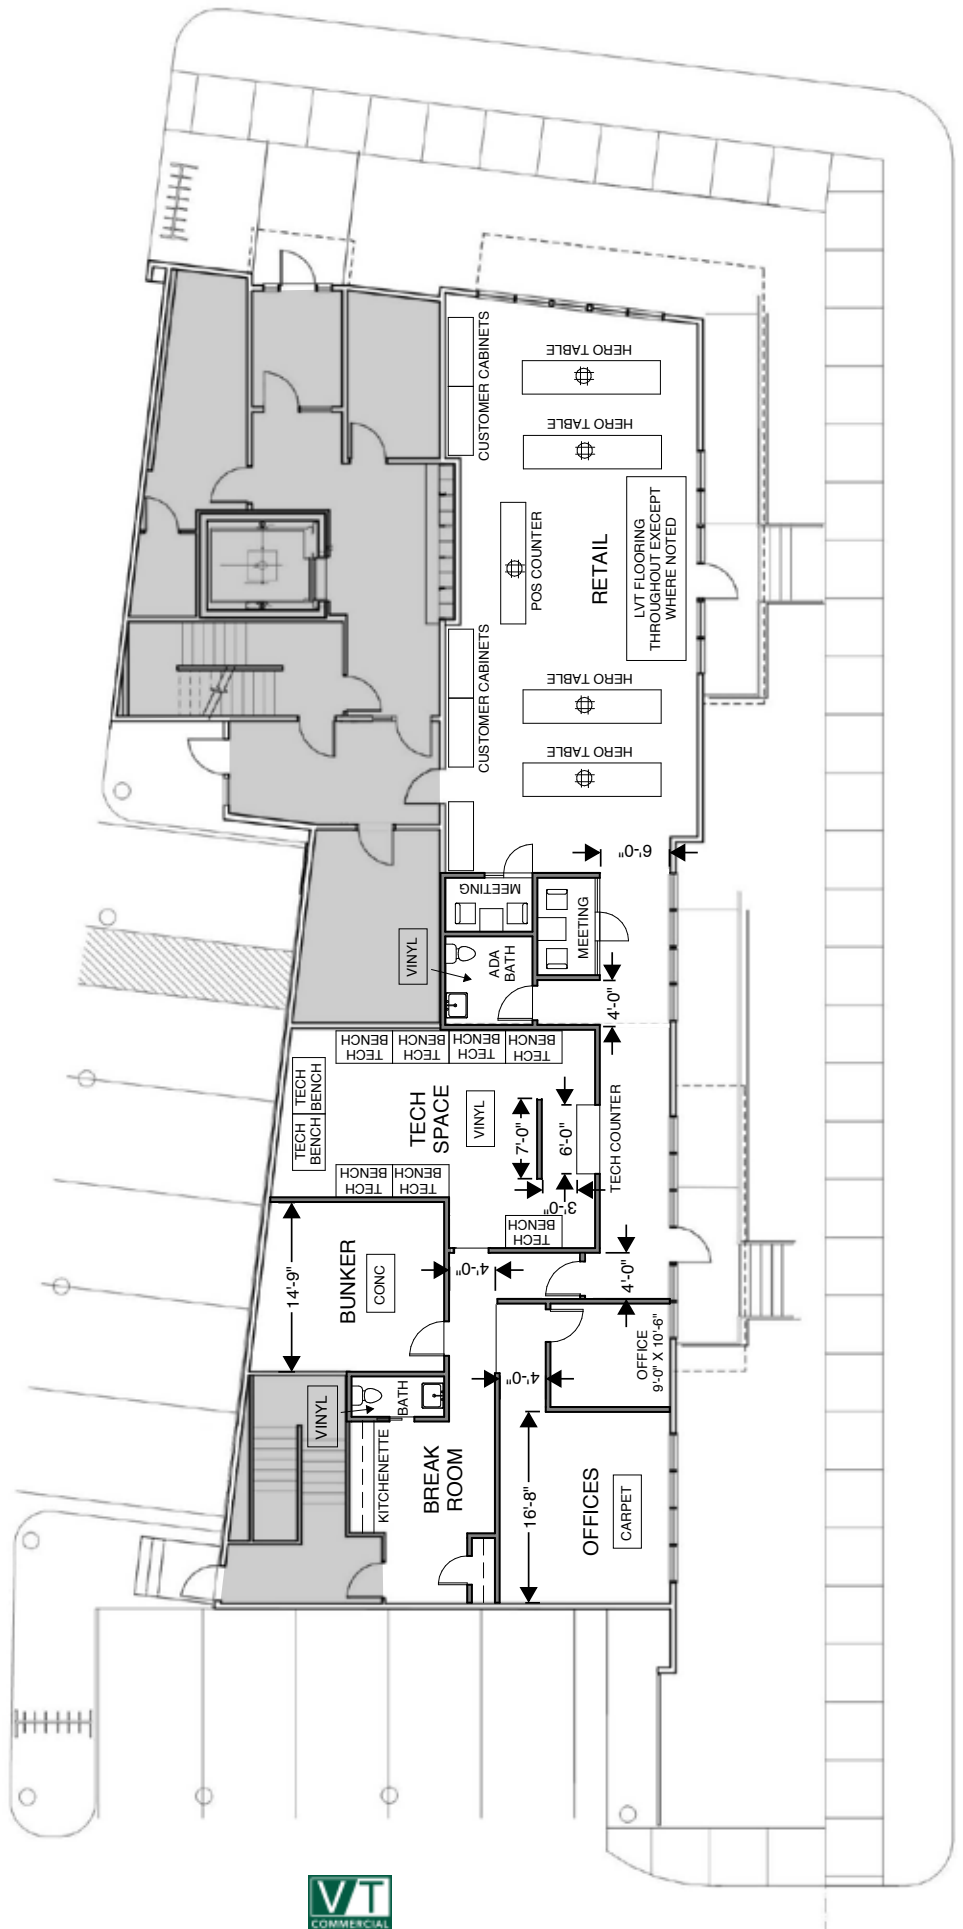 CUSTOMER CABINETS
HERO TABLE
HERO TABLE
POS COUNTER
RETAIL
LVT FLOORING
THROUGHOUT EXECEPT
WHERE NOTED
CUSTOMER CABINETS
HERO TABLE
HERO TABLE
6'-0"
MEETING
MEETING
VINYL
ADA
BATH
4'-0"
TECH
BENCH
TECH
BENCH
TECH
BENCH
TECH
BENCH
TECH
BENCH
TECH
BENCH
TECH
SPACE
VINYL
7'-0"
6'-0"
3'-0"
TECH COUNTER
TECH
BENCH
TECH
BENCH
TECH
BENCH
BUNKER
CONC
14'-9"
4'-0"
4'-0"
OFFICE
9'-0" X 10'-6"
4'-0"
VINYL
BATH
KITCHENETTE
BREAK
ROOM
16'-8"
OFFICES
CARPET
VT
COMMERCIAL